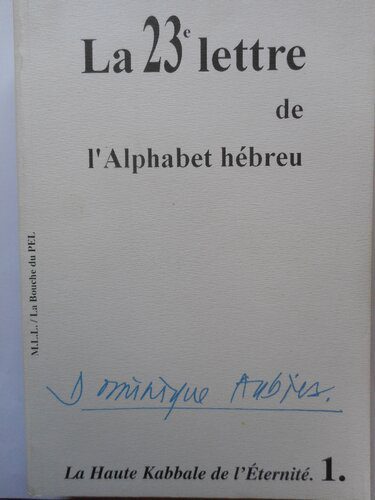 La 23e lettre
de
l'Alphabet hébreu
M.L.L. / La Bouche du PEL
Dominique Aubier.
La Haute Kabbale de l'Éternité. 1.